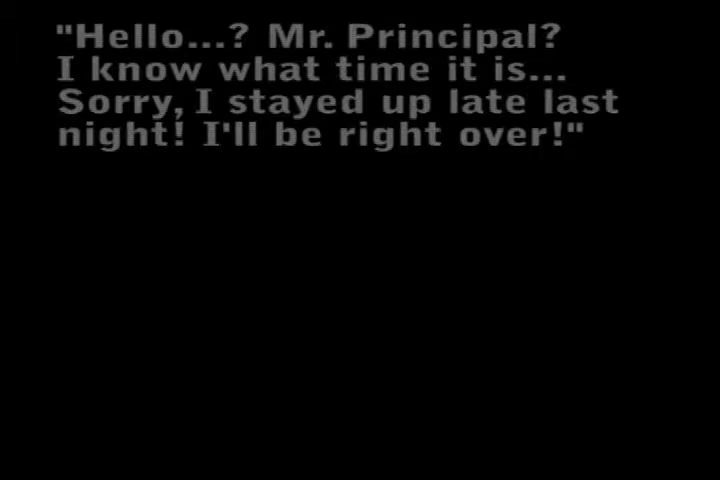 "Hello...? Mr. Principal?
I know what time it is...
Sorry, I stayed up late last
night! I'll be right over!"